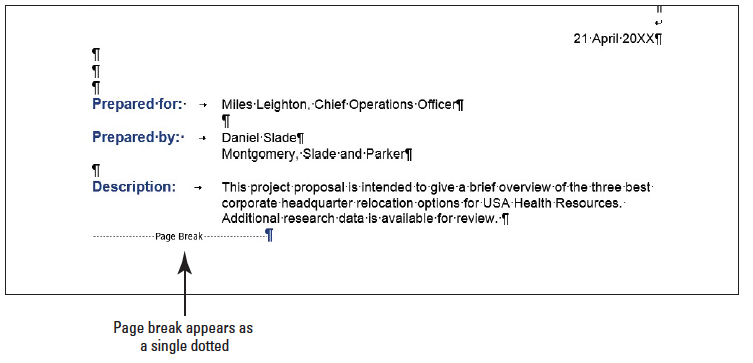 21 April 20XX¶
¶
¶
¶
Prepared for: → Miles Leighton, Chief Operations Officer¶
¶
Prepared by: → Daniel Slade¶
Montgomery, Slade and Parker¶
¶
Description: → This project proposal is intended to give a brief overview of the three best
corporate headquarter relocation options for USA Health Resources.
Additional research data is available for review. ¶
Page Break ¶
Page break appears as
a single dotted